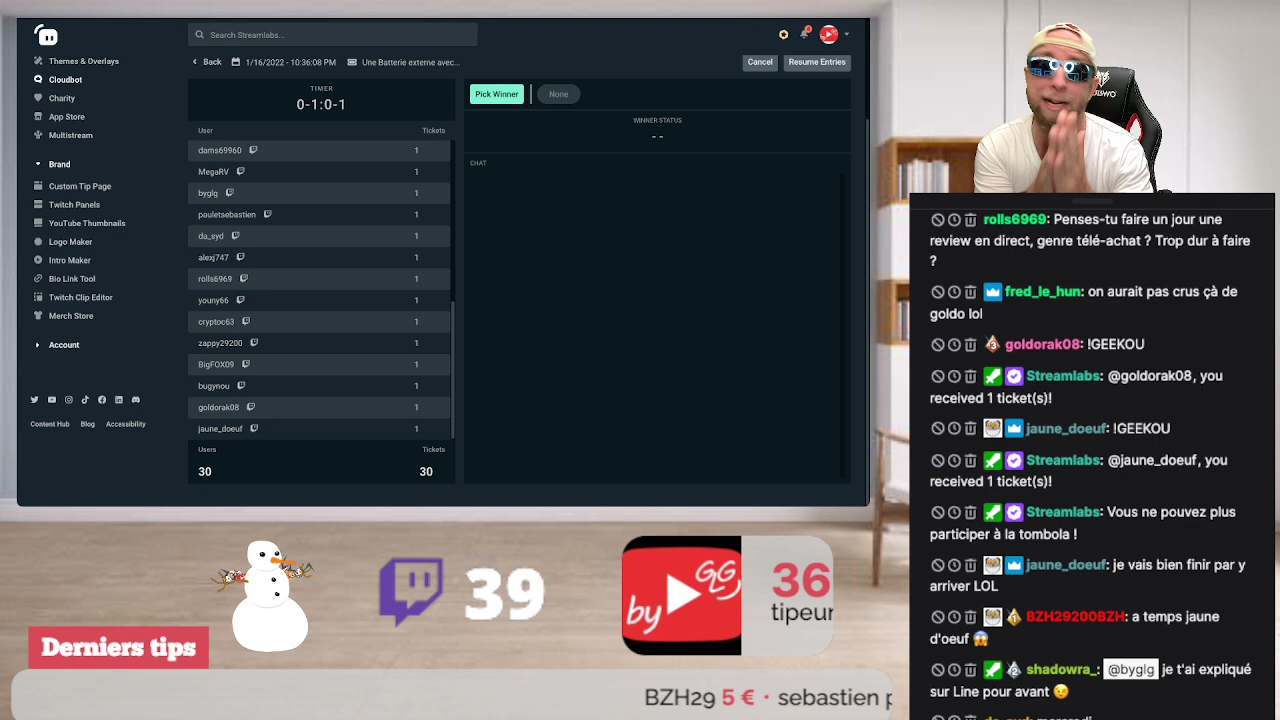 Search Streamlabs...
Themes & Overlays
Cloudbot
Charity
App Store
Multistream
Brand
Custom Tip Page
Twitch Panels
YouTube Thumbnails
Logo Maker
Intro Maker
Bio Link Tool
Twitch Clip Editor
Merch Store
Account
Content Hub Blog Accessibility
Back 1/16/2022 - 10:36:08 PM Une Batterie externe avec...
Cancel Resume Entries
TIMER
0-1:0-1
User Tickets
dams69960 1
MegaRV 1
byglg 1
pauletsebastien 1
da_syd 1
alexj747 1
rolls6969 1
youny66 1
cryptoc63 1
zappy29200 1
BigFOX09 1
bugynou 1
goldorak08 1
jaune_doeuf 1
Users Tickets
30 30
Pick Winner None
WINNER STATUS
--
CHAT
rolls6969: Penses-tu faire un jour une
review en direct, genre télé-achat ? Trop dur à faire
?
fred_le_hun: on aurait pas crus çà de
goldo lol
goldorak08: !GEEKOU
Streamlabs: @goldorak08, you
received 1 ticket(s)!
jaune_doeuf: !GEEKOU
Streamlabs: @jaune_doeuf, you
received 1 ticket(s)!
Streamlabs: Vous ne pouvez plus
participer à la tombola !
jaune_doeuf: je vais bien finir par y
arriver LOL
BZH29200BZH: a temps jaune
d'oeuf 😱
shadowra_: @byglg je t'ai expliqué
sur Line pour avant 😉
39
by GLG
36
tipeur
Derniers tips
BZH29 5 € · sebastien p